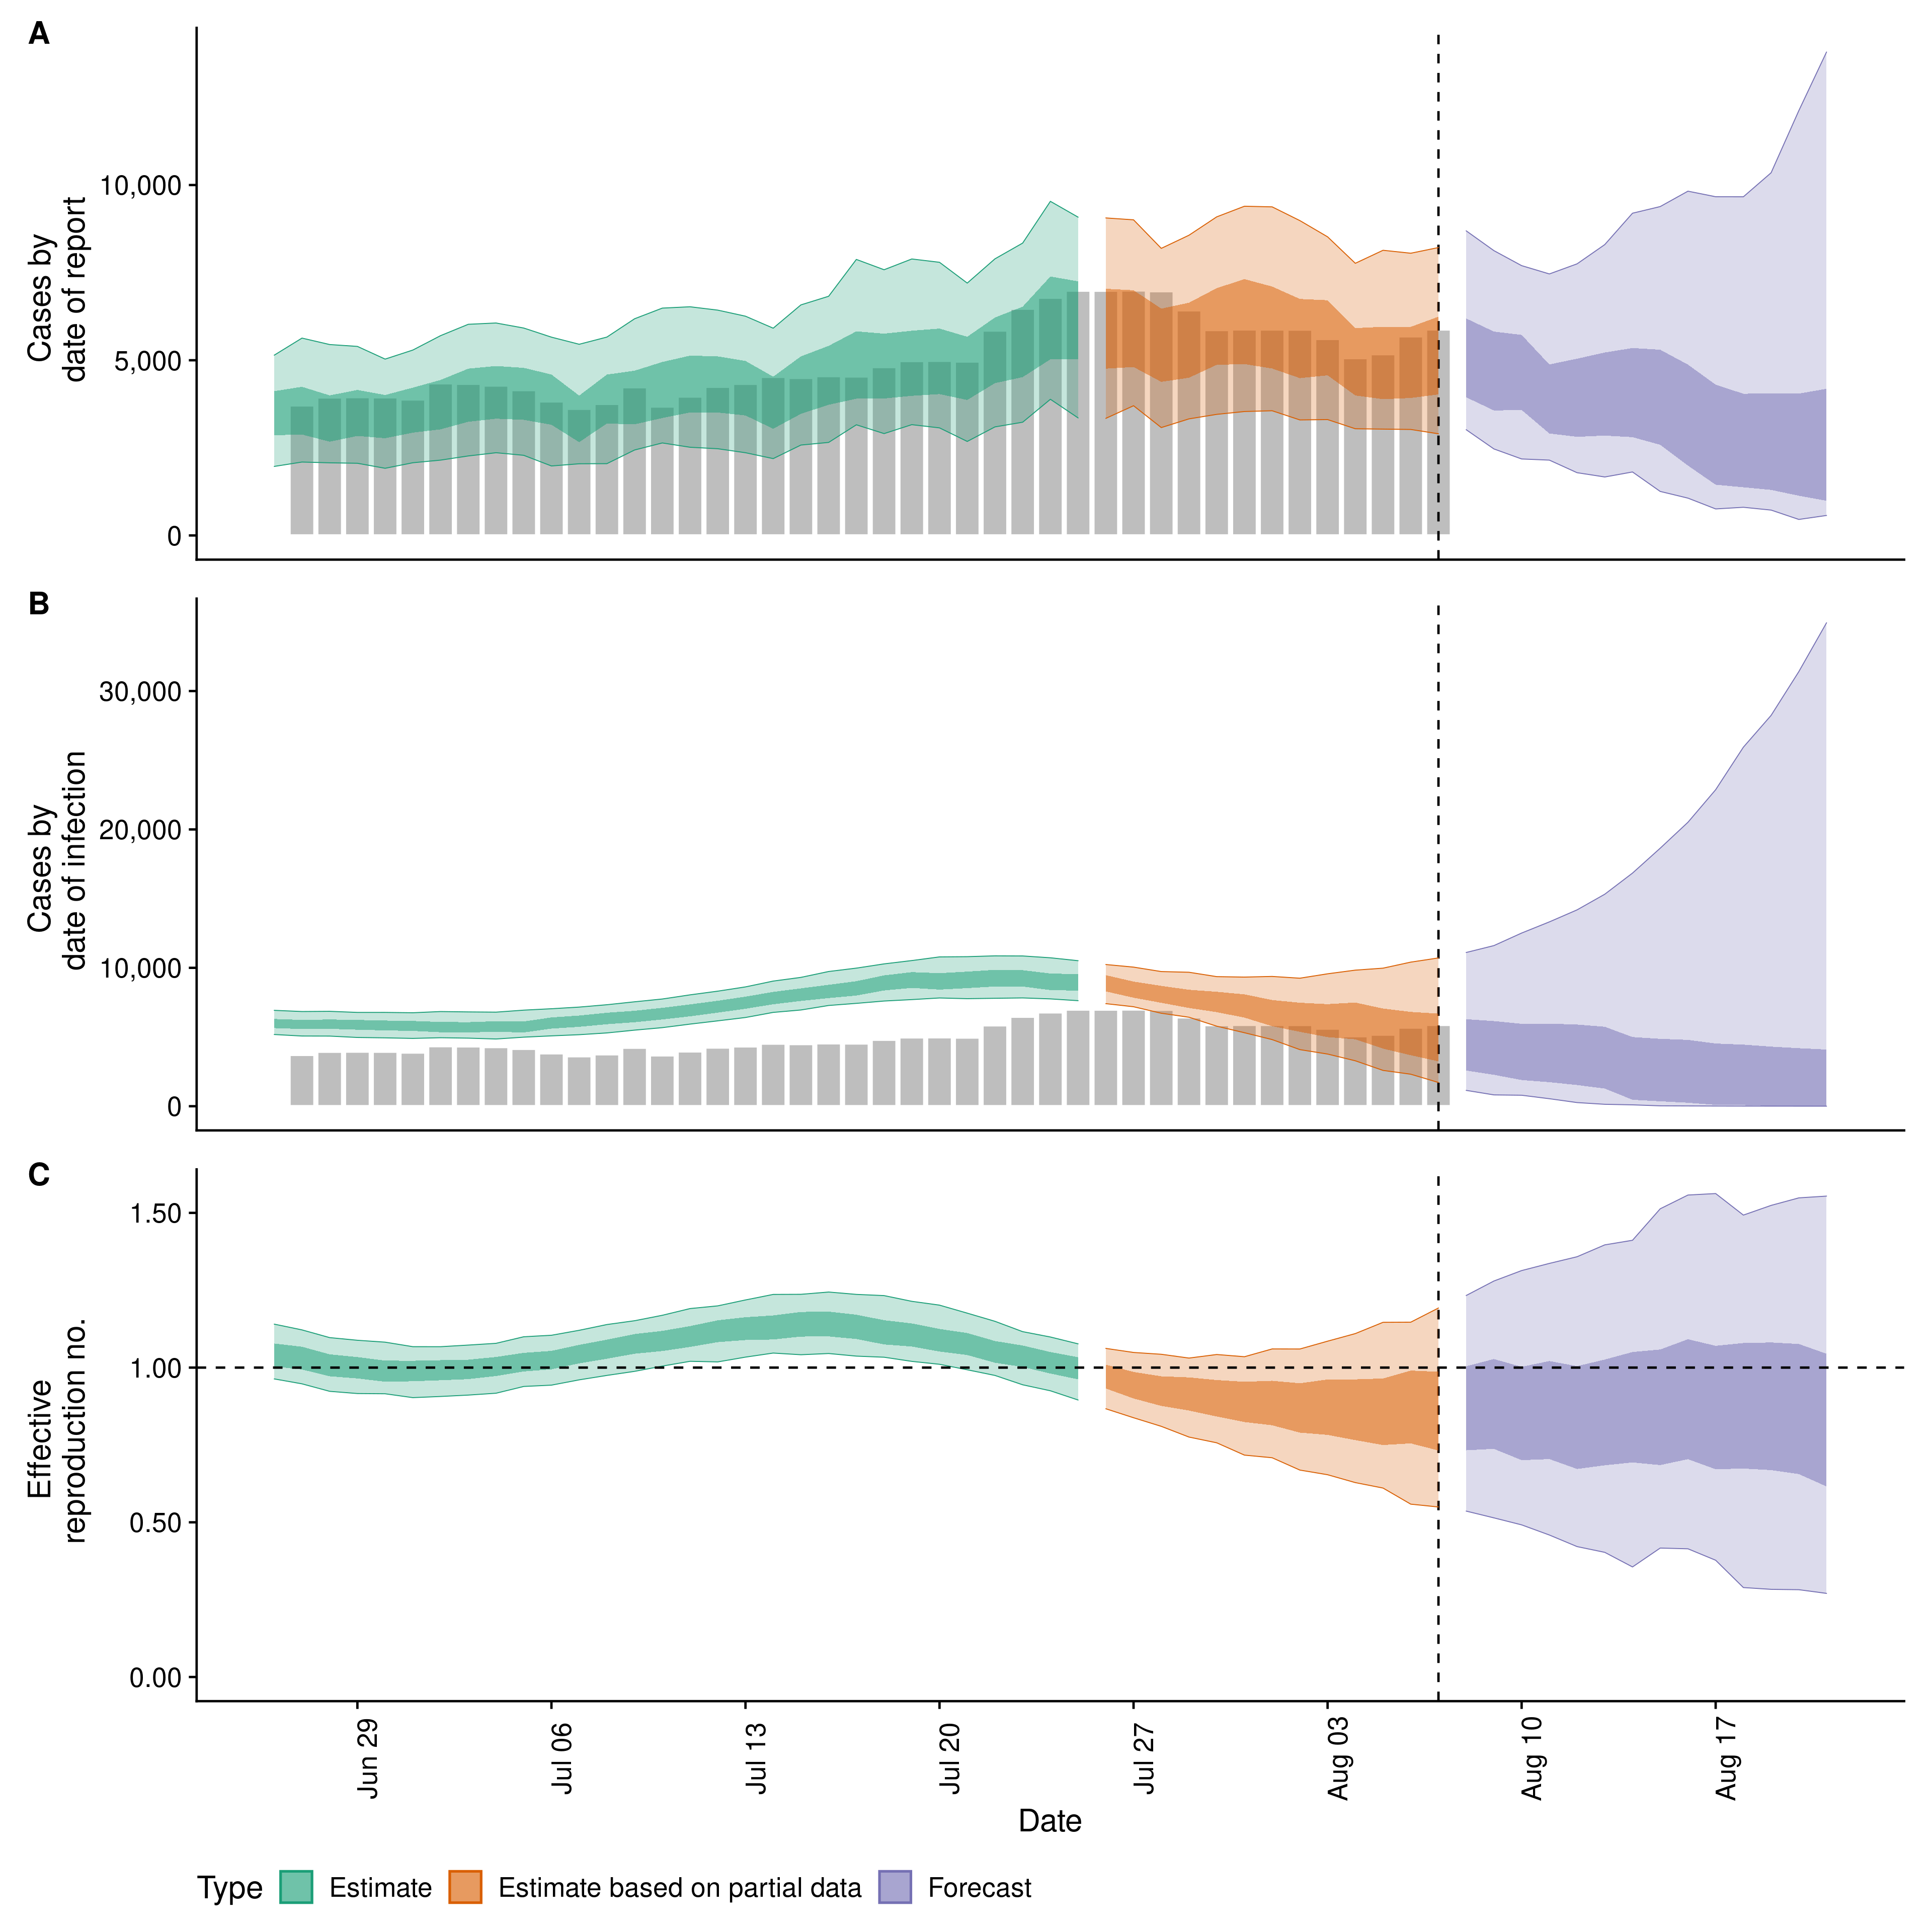 A
Cases by
date of report
10,000
5,000
0
B
Cases by
date of infection
30,000
20,000
10,000
0
C
Effective
reproduction no.
1.50
1.00
0.50
0.00
Jun 29
Jul 06
Jul 13
Jul 20
Jul 27
Aug 03
Aug 10
Aug 17
Date
Type
Estimate
Estimate based on partial data
Forecast